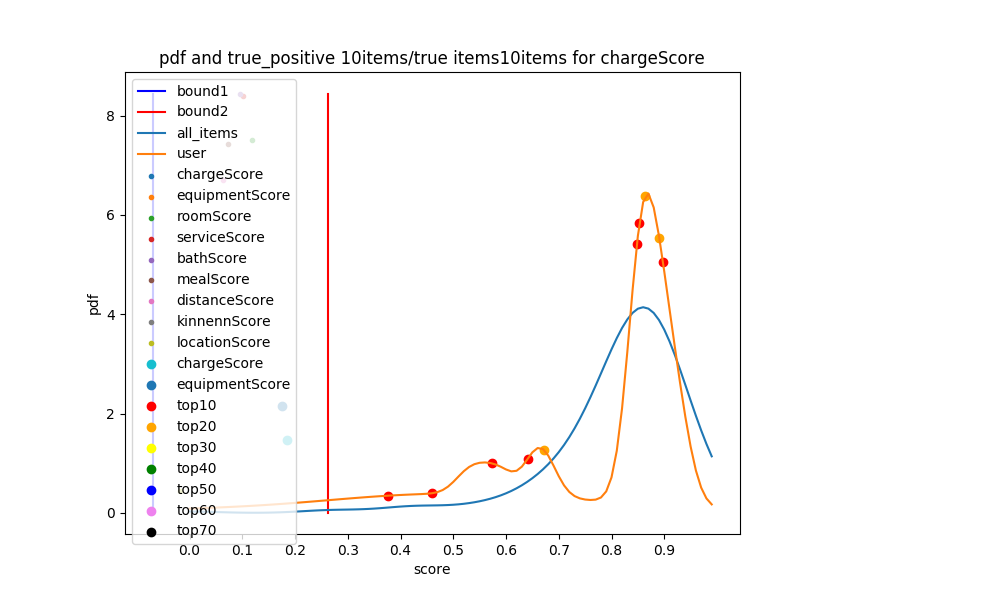 pdf and true_positive 10items/true items10items for chargeScore
bound1
bound2
all_items
user
chargeScore
equipmentScore
roomScore
serviceScore
bathScore
mealScore
distanceScore
kinnennScore
locationScore
chargeScore
equipmentScore
top10
top20
top30
top40
top50
top60
top70
8
6
4
2
0
pdf
0.0 0.1 0.2 0.3 0.4 0.5 0.6 0.7 0.8 0.9
score